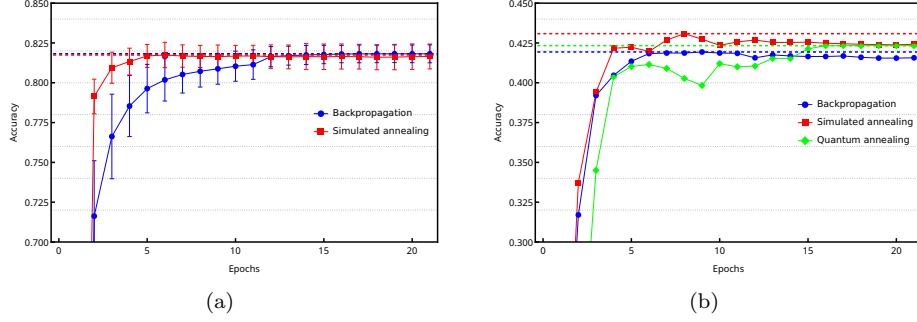 0.850
0.825
0.800
0.775
0.750
0.725
0.700
Accuracy
0 5 10 15 20
Epochs
Backpropagation
Simulated annealing
(a)
0.450
0.425
0.400
0.375
0.350
0.325
0.300
Accuracy
0 5 10 15 20
Epochs
Backpropagation
Simulated annealing
Quantum annealing
(b)